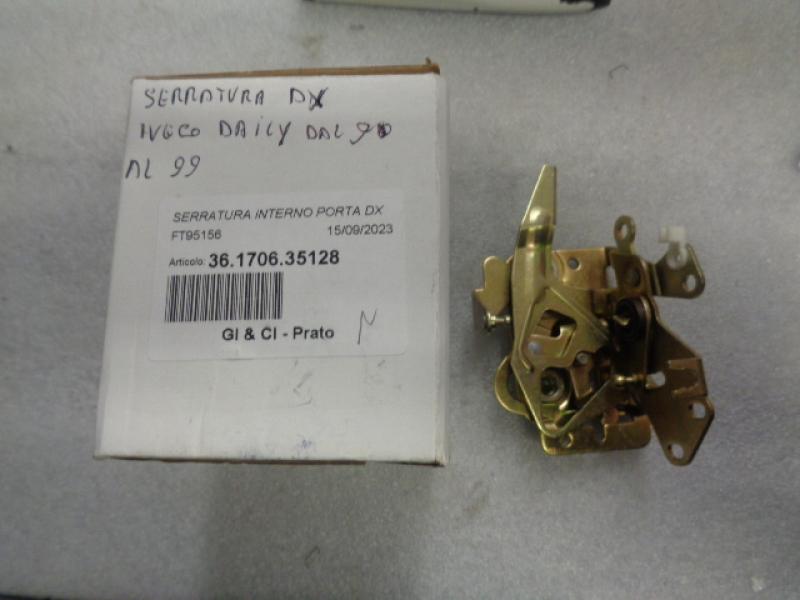 SERRATURA DX
IVECO DAILY DAL 90
AL 99
SERRATURA INTERNO PORTA DX
FT95156 15/09/2023
Articolo: 36.1706.35128
GI & CI - Prato N